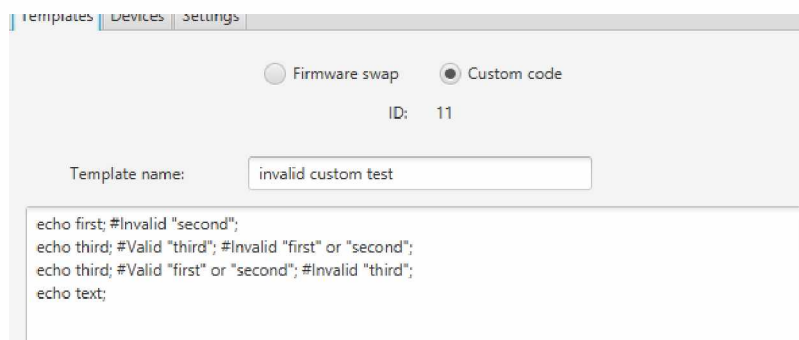 Templates Devices Settings
Firmware swap Custom code
ID: 11
Template name: invalid custom test
echo first; #Invalid "second";
echo third; #Valid "third"; #Invalid "first" or "second";
echo third; #Valid "first" or "second"; #Invalid "third";
echo text;